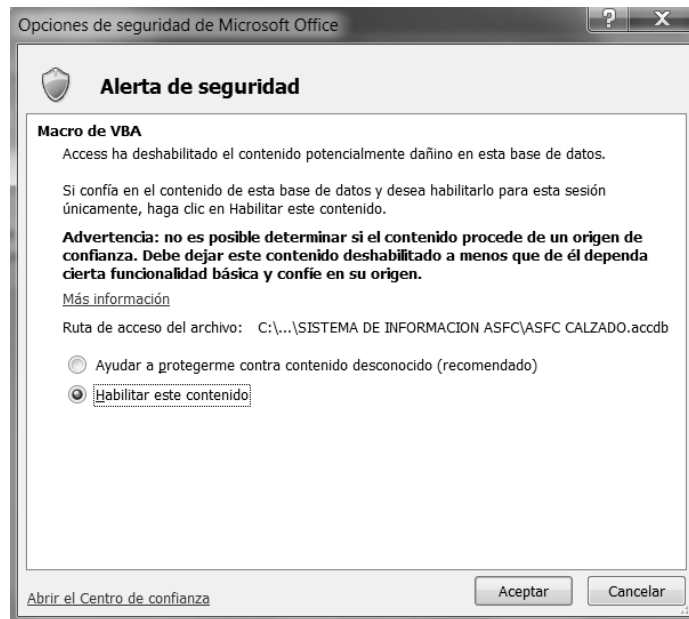 Opciones de seguridad de Microsoft Office
? X
Alerta de seguridad
Macro de VBA
Access ha deshabilitado el contenido potencialmente dañino en esta base de datos.
Si confía en el contenido de esta base de datos y desea habilitarlo para esta sesión
únicamente, haga clic en Habilitar este contenido.
Advertencia: no es posible determinar si el contenido procede de un origen de
confianza. Debe dejar este contenido deshabilitado a menos que de él dependa
cierta funcionalidad básica y confíe en su origen.
Más información
Ruta de acceso del archivo: C:\...\SISTEMA DE INFORMACION ASFC\ASFC CALZADO.accdb
Ayudar a protegerme contra contenido desconocido (recomendado)
Habilitar este contenido
Abrir el Centro de confianza
Aceptar
Cancelar